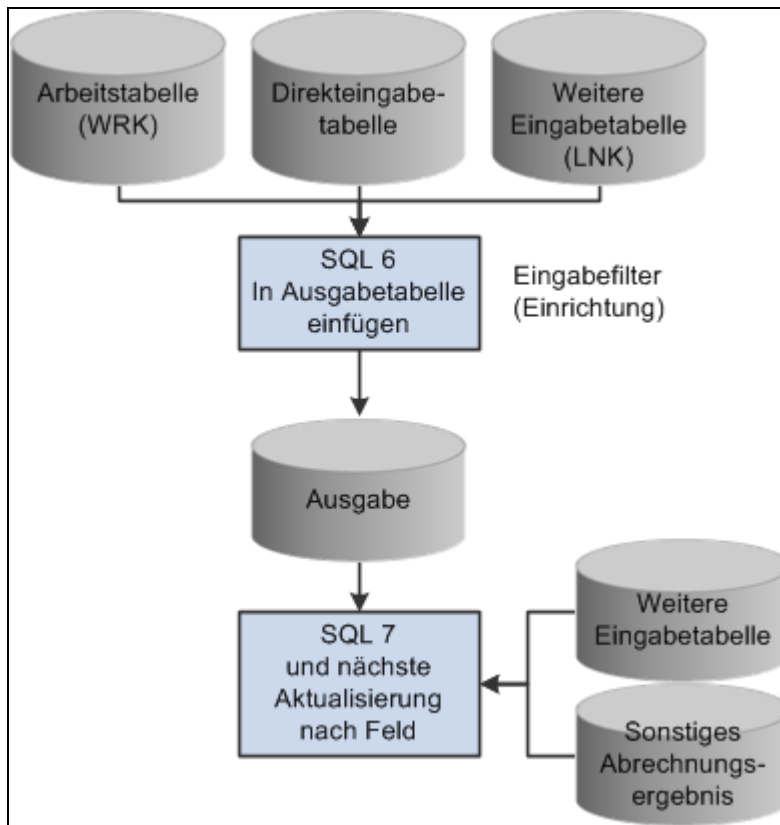 Arbeitstabelle
(WRK)
Direkteingabe-
tabelle
Weitere
Eingabetabelle
(LNK)
SQL 6
In Ausgabetabelle
einfügen
Eingabefilter
(Einrichtung)
Ausgabe
SQL 7
und nächste
Aktualisierung
nach Feld
Weitere
Eingabetabelle
Sonstiges
Abrechnungs-
ergebnis